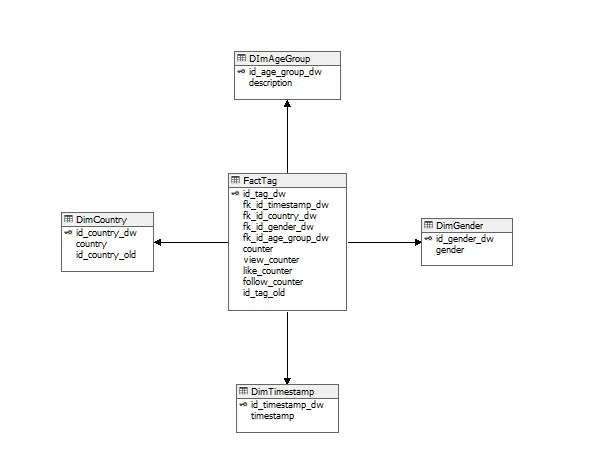 DImAgeGroup
id_age_group_dw
description
FactTag
id_tag_dw
fk_id_timestamp_dw
fk_id_country_dw
fk_id_gender_dw
fk_id_age_group_dw
counter
view_counter
like_counter
follow_counter
id_tag_old
DimCountry
id_country_dw
country
id_country_old
DimGender
id_gender_dw
gender
DimTimestamp
id_timestamp_dw
timestamp